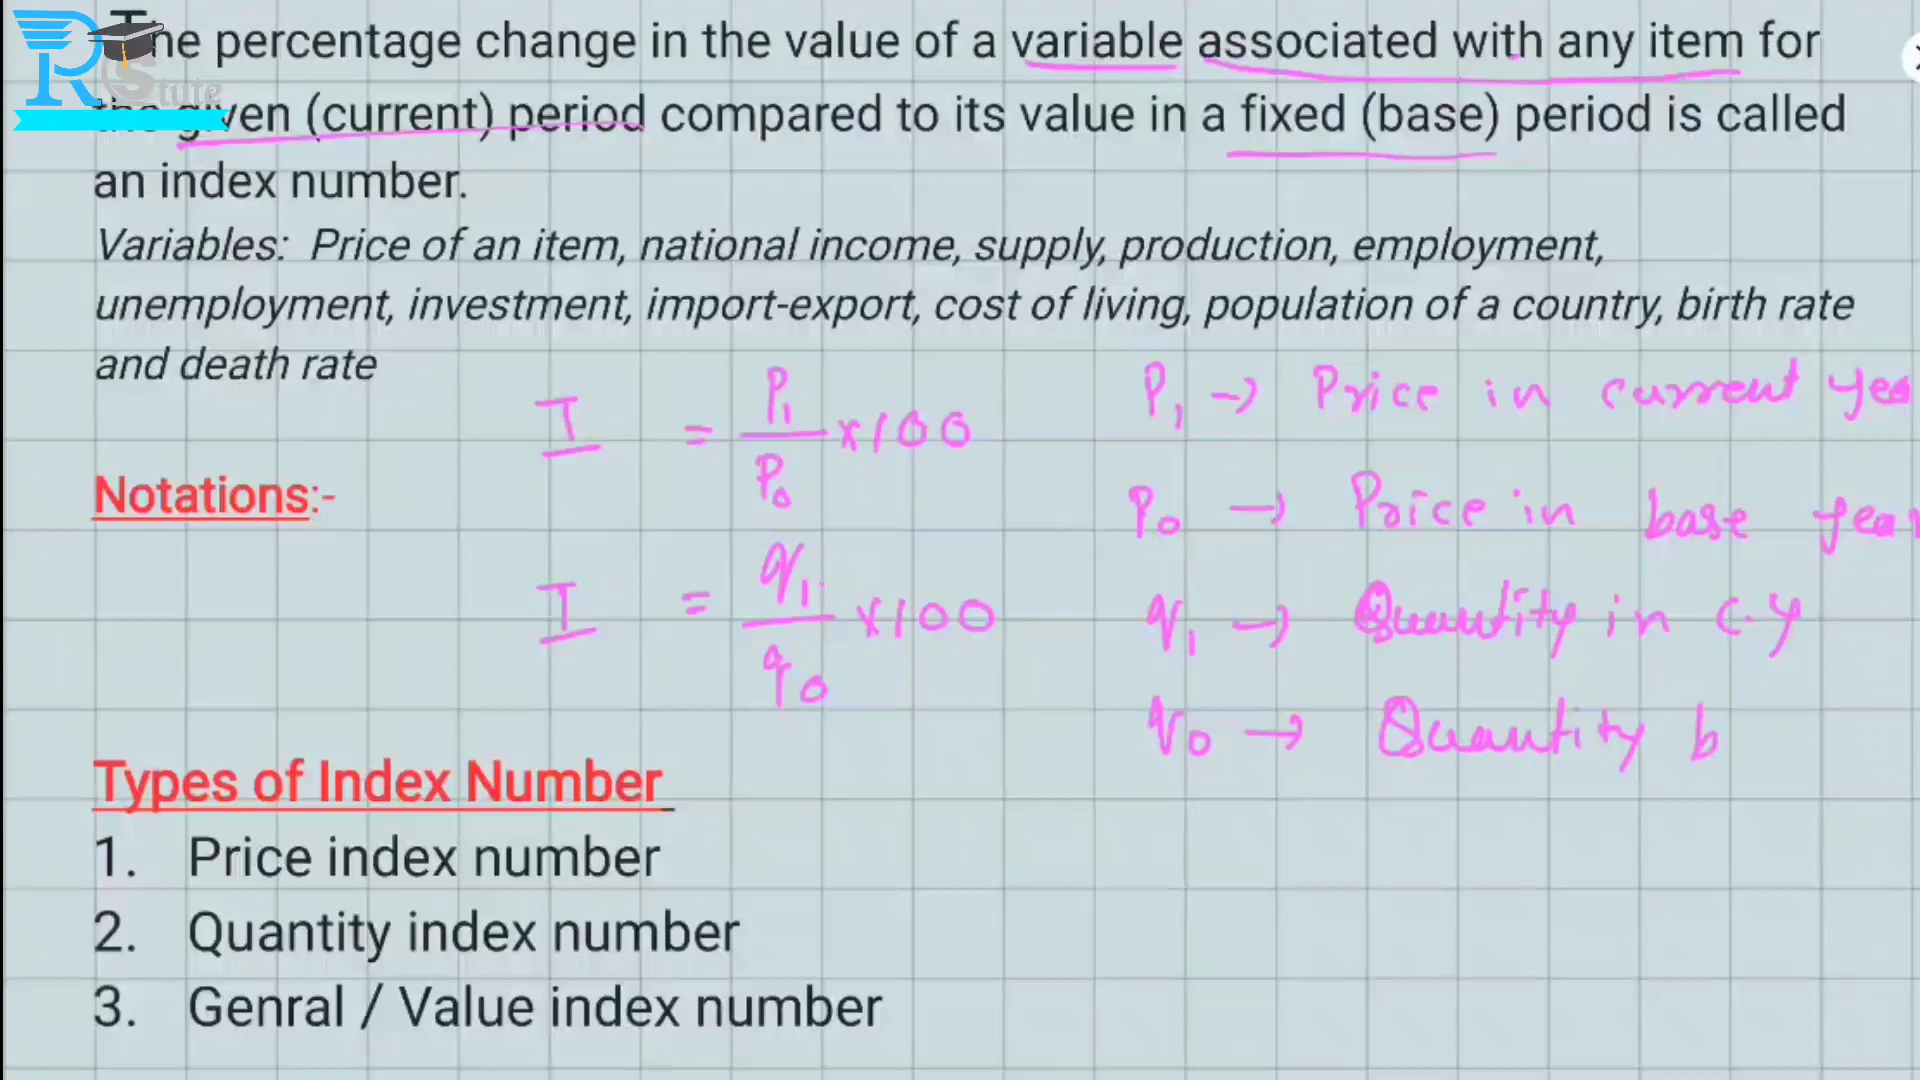 The percentage change in the value of a variable associated with any item for
the given (current) period compared to its value in a fixed (base) period is called
an index number.
Variables: Price of an item, national income, supply, production, employment,
unemployment, investment, import-export, cost of living, population of a country, birth rate
and death rate
I = P₁/P₀ ×100
P₁ → Price in current yea
Notations:-
P₀ → Price in base year
I = q₁/q₀ ×100
q₁ → Quantity in C.Y
q₀ → Quantity b
Types of Index Number
1. Price index number
2. Quantity index number
3. Genral / Value index number
RStute